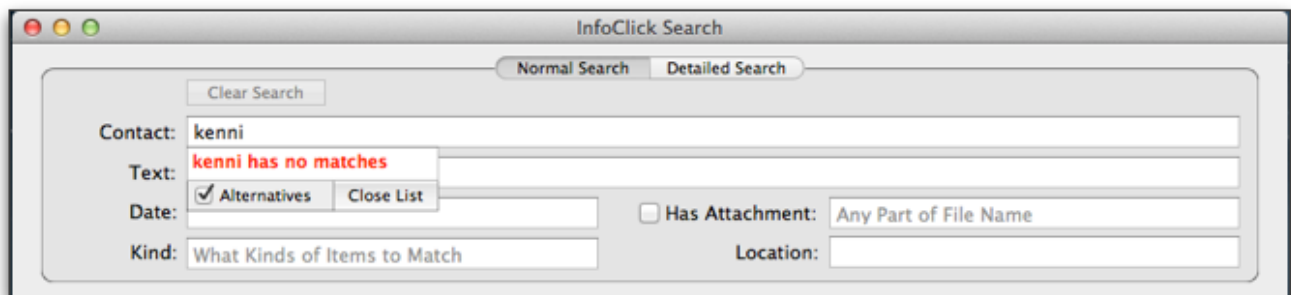 InfoClick Search
Normal Search Detailed Search
Clear Search
Contact: kenni
kenni has no matches
Text:
Alternatives Close List
Date: Has Attachment: Any Part of File Name
Kind: What Kinds of Items to Match Location: